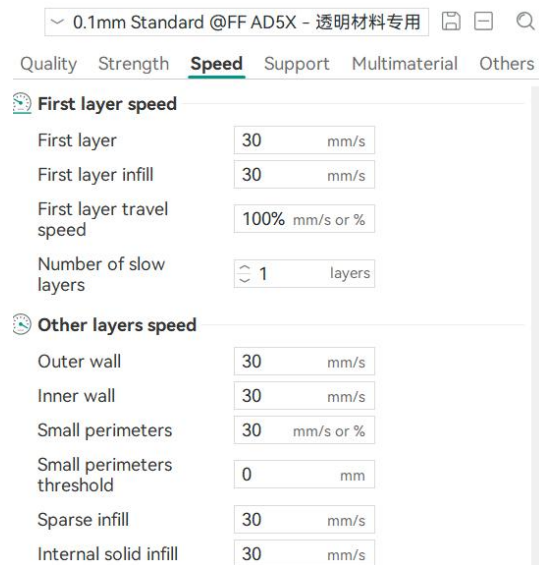 0.1mm Standard @FF AD5X - 透明材料专用
Quality Strength Speed Support Multimaterial Others
First layer speed
First layer 30 mm/s
First layer infill 30 mm/s
First layer travel
speed 100% mm/s or %
Number of slow
layers 1 layers
Other layers speed
Outer wall 30 mm/s
Inner wall 30 mm/s
Small perimeters 30 mm/s or %
Small perimeters
threshold 0 mm
Sparse infill 30 mm/s
Internal solid infill 30 mm/s